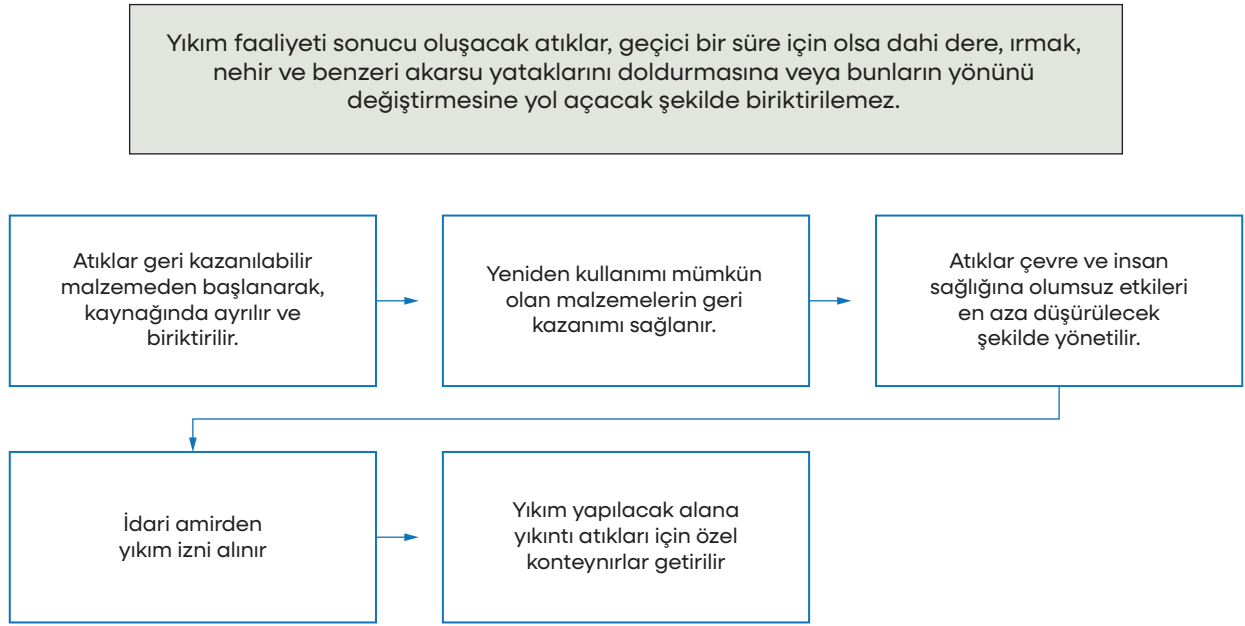 Yıkım faaliyeti sonucu oluşacak atıklar, geçici bir süre için olsa dahi dere, ırmak,
nehir ve benzeri akarsu yataklarını doldurmasına veya bunların yönünü
değiştirmesine yol açacak şekilde biriktirilemez.
Atıklar geri kazanılabilir
malzemeden başlanarak,
kaynağında ayrılır ve
biriktirilir.
Yeniden kullanımı mümkün
olan malzemelerin geri
kazanımı sağlanır.
Atıklar çevre ve insan
sağlığına olumsuz etkileri
en aza düşürülecek
şekilde yönetilir.
İdari amirden
yıkım izni alınır
Yıkım yapılacak alana
yıkıntı atıkları için özel
konteynırlar getirilir